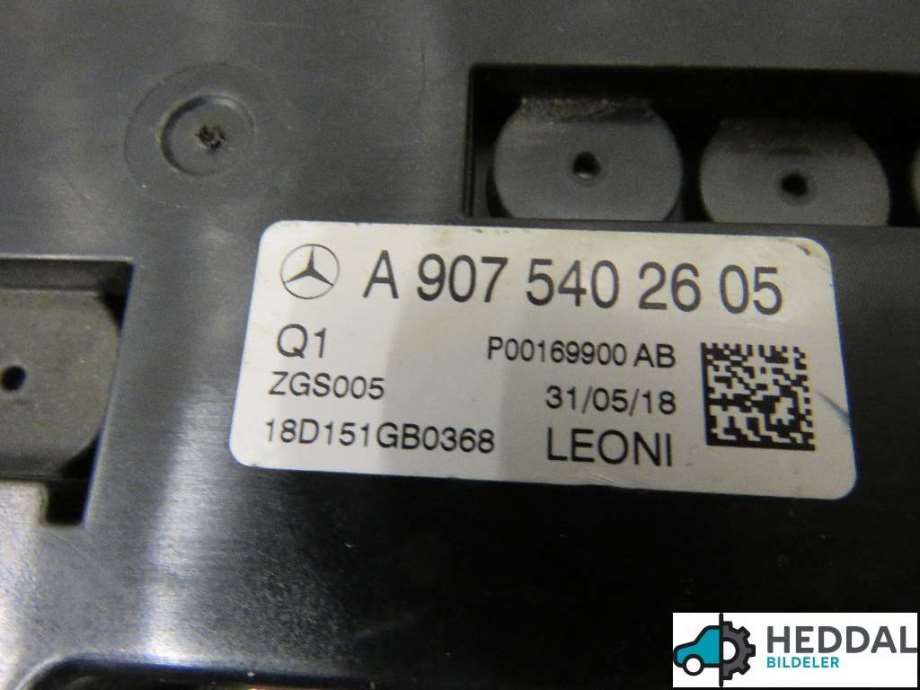 A 907 540 26 05
Q1
P00169900 AB
ZGS005
31/05/18
18D151GB0368
LEONI
HEDDAL
BILDELER